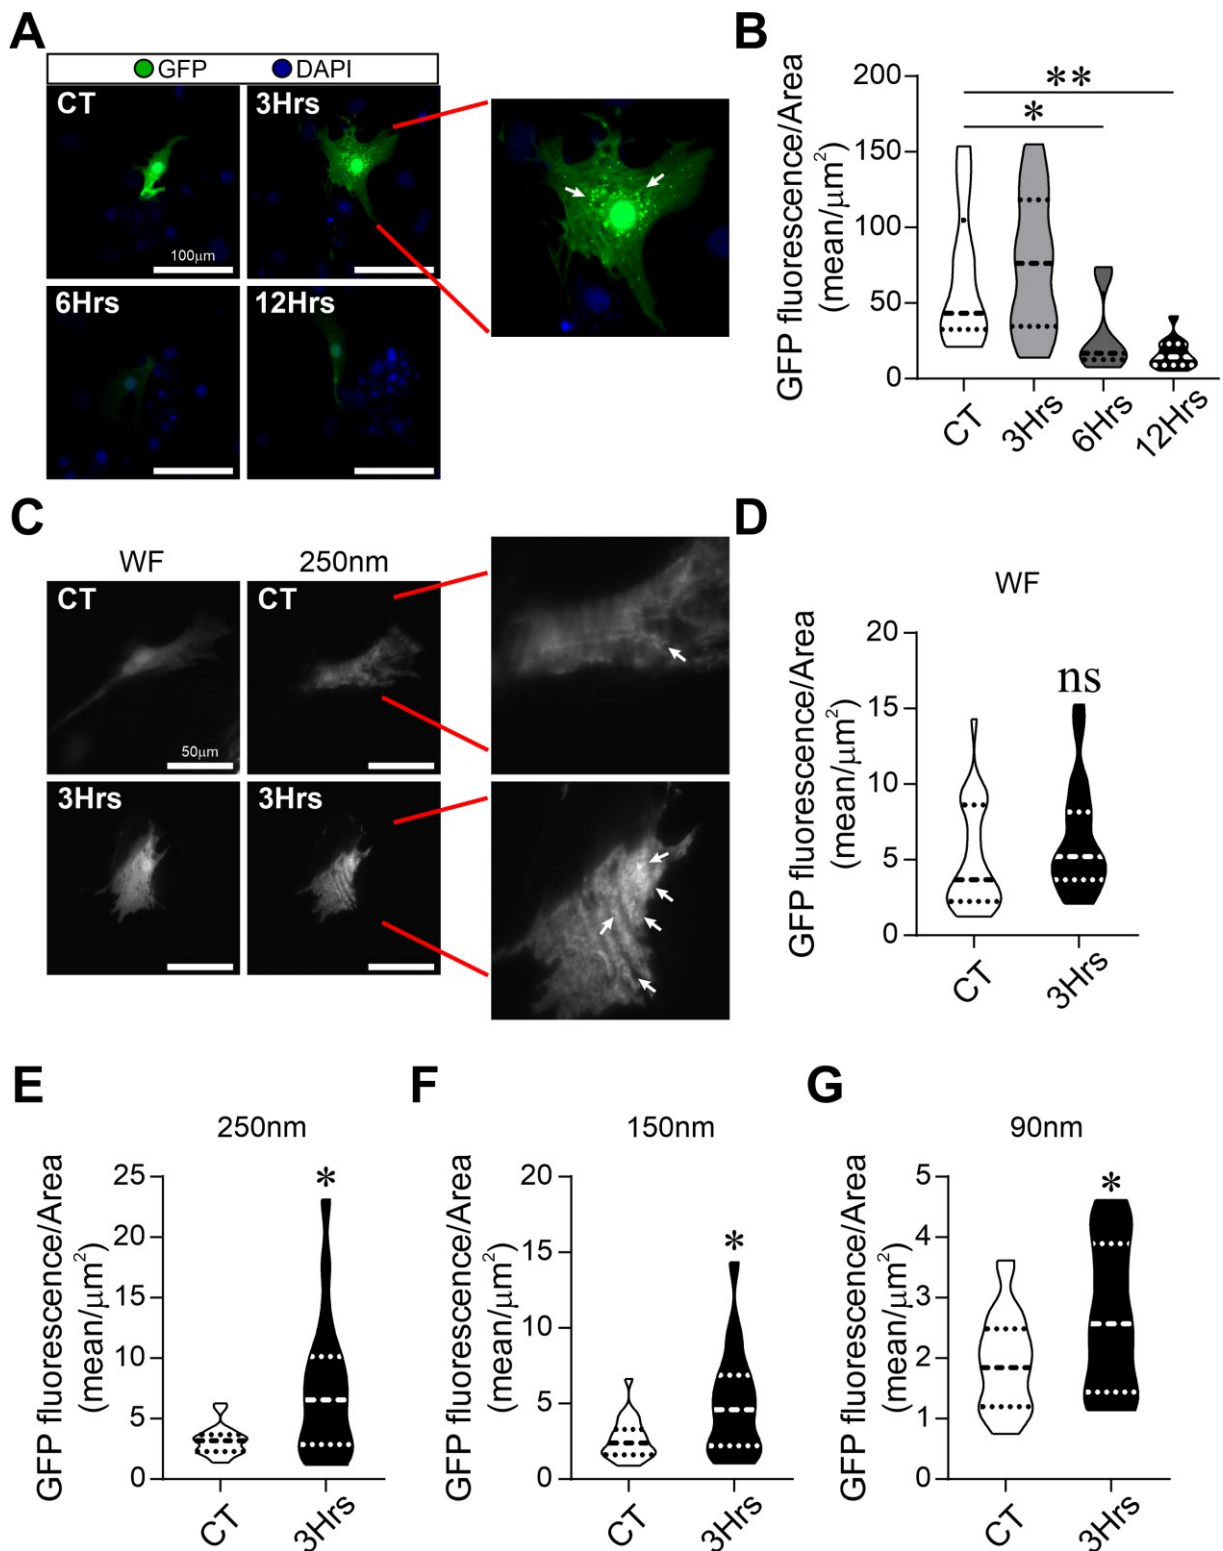 A
GFP DAPI
CT
3Hrs
100μm
6Hrs
12Hrs
B
GFP fluorescence/Area
(mean/μm²)
200
150
100
50
0
**
*
CT
3Hrs
6Hrs
12Hrs
C
WF
250nm
CT
CT
50μm
3Hrs
3Hrs
D
WF
GFP fluorescence/Area
(mean/μm²)
20
15
10
5
0
ns
CT
3Hrs
E
250nm
GFP fluorescence/Area
(mean/μm²)
25
20
15
10
5
0
*
CT
3Hrs
F
150nm
GFP fluorescence/Area
(mean/μm²)
20
15
10
5
0
*
CT
3Hrs
G
90nm
GFP fluorescence/Area
(mean/μm²)
5
4
3
2
1
0
*
CT
3Hrs